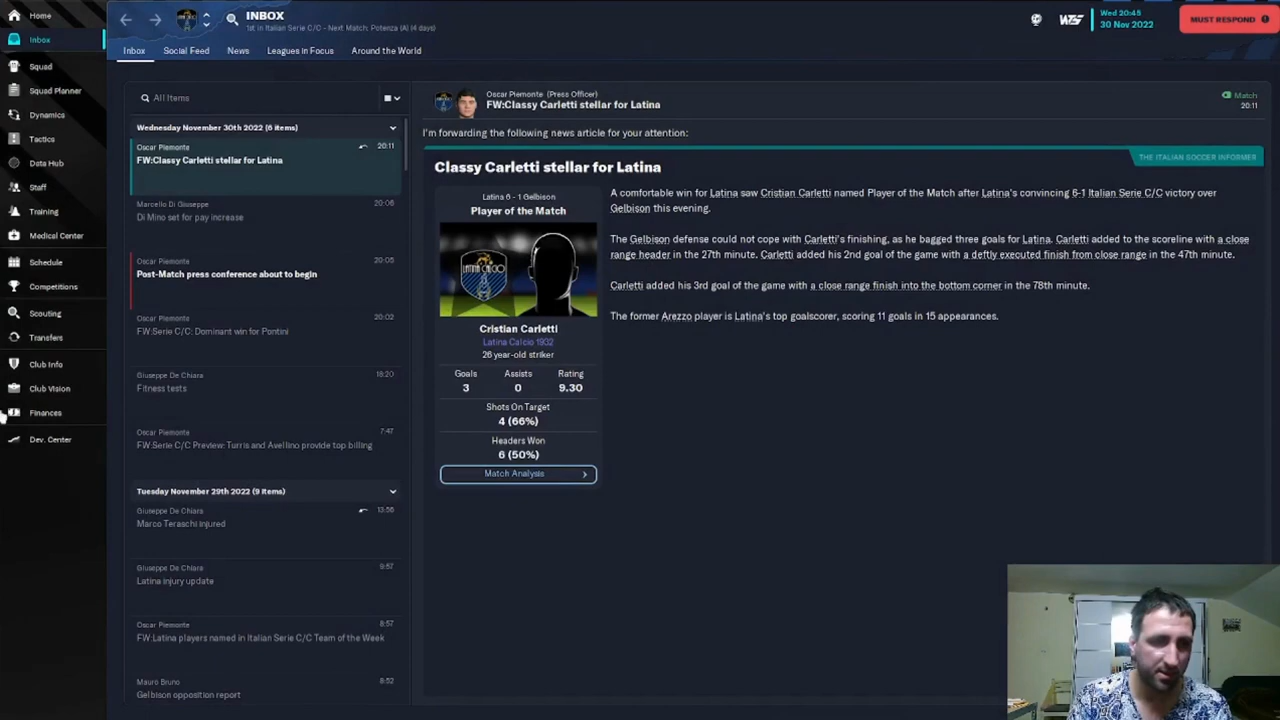 Home
Inbox
Squad
Squad Planner
Dynamics
Tactics
Data Hub
Staff
Training
Medical Center
Schedule
Competitions
Scouting
Transfers
Club Info
Club Vision
Finances
Dev. Center
INBOX
1st in Italian Serie C/C - Next Match: Potenza (A) (4 days)
Wed 20:45
30 Nov 2022
MUST RESPOND
Inbox
Social Feed
News
Leagues in Focus
Around the World
All Items
Wednesday November 30th 2022 (6 items)
Oscar Piemonte 20:11
FW:Classy Carletti stellar for Latina
Marcello Di Giuseppe 20:06
Di Mino set for pay increase
Oscar Piemonte 20:05
Post-Match press conference about to begin
Oscar Piemonte 20:02
FW:Serie C/C: Dominant win for Pontini
Giuseppe De Chiara 18:20
Fitness tests
Oscar Piemonte 7:47
FW:Serie C/C Preview: Turris and Avellino provide top billing
Tuesday November 29th 2022 (9 Items)
Giuseppe De Chiara 13:56
Marco Teraschi injured
Giuseppe De Chiara 9:57
Latina injury update
Oscar Piemonte 8:57
FW:Latina players named in Italian Serie C/C Team of the Week
Mauro Bruno 8:52
Gelbison opposition report
Oscar Piemonte (Press Officer)
FW:Classy Carletti stellar for Latina
Match
20.11
I'm forwarding the following news article for your attention:
THE ITALIAN SOCCER INFORMER
Classy Carletti stellar for Latina
Latina 6 - 1 Gelbison
Player of the Match
LATINA CALCIO
Cristian Carletti
Latina Calcio 1932
26 year-old striker
Goals Assists Rating
3 0 9.30
Shots On Target
4 (66%)
Headers Won
6 (50%)
Match Analysis
A comfortable win for Latina saw Cristian Carletti named Player of the Match after Latina's convincing 6-1 Italian Serie C/C victory over
Gelbison this evening.
The Gelbison defense could not cope with Carletti's finishing, as he bagged three goals for Latina. Carletti added to the scoreline with a close
range header in the 27th minute. Carletti added his 2nd goal of the game with a deftly executed finish from close range in the 47th minute.
Carletti added his 3rd goal of the game with a close range finish into the bottom corner in the 78th minute.
The former Arezzo player is Latina's top goalscorer, scoring 11 goals in 15 appearances.